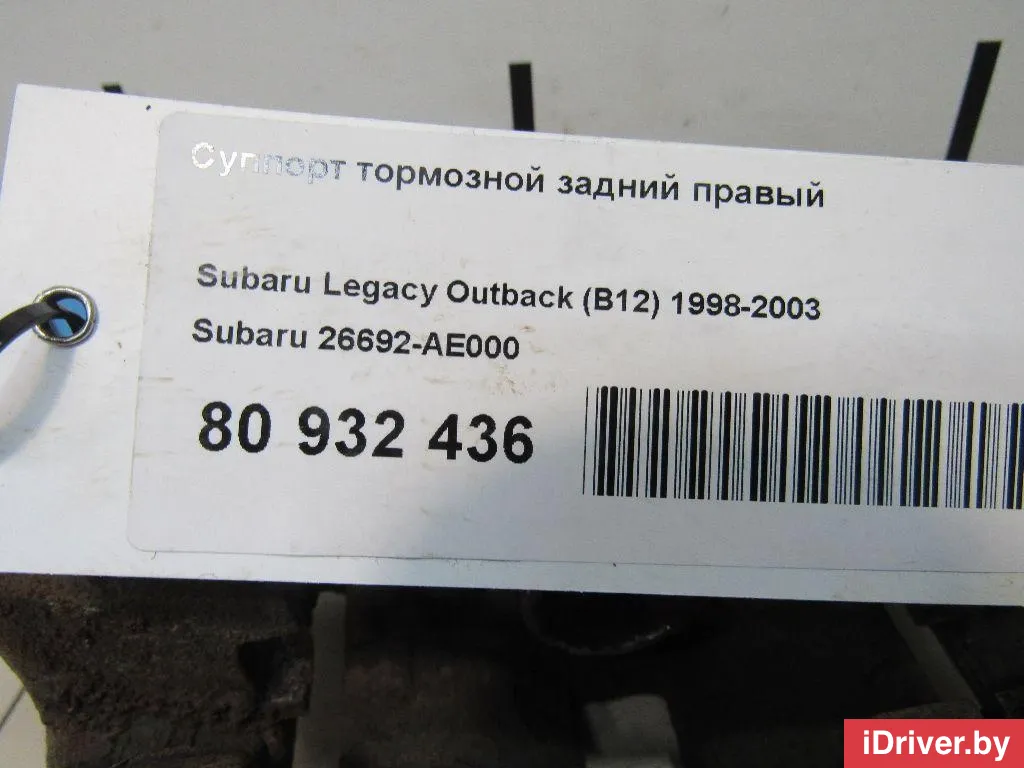 Суппорт тормозной задний правый
Subaru Legacy Outback (B12) 1998-2003
Subaru 26692-AE000
80 932 436
iDriver.by